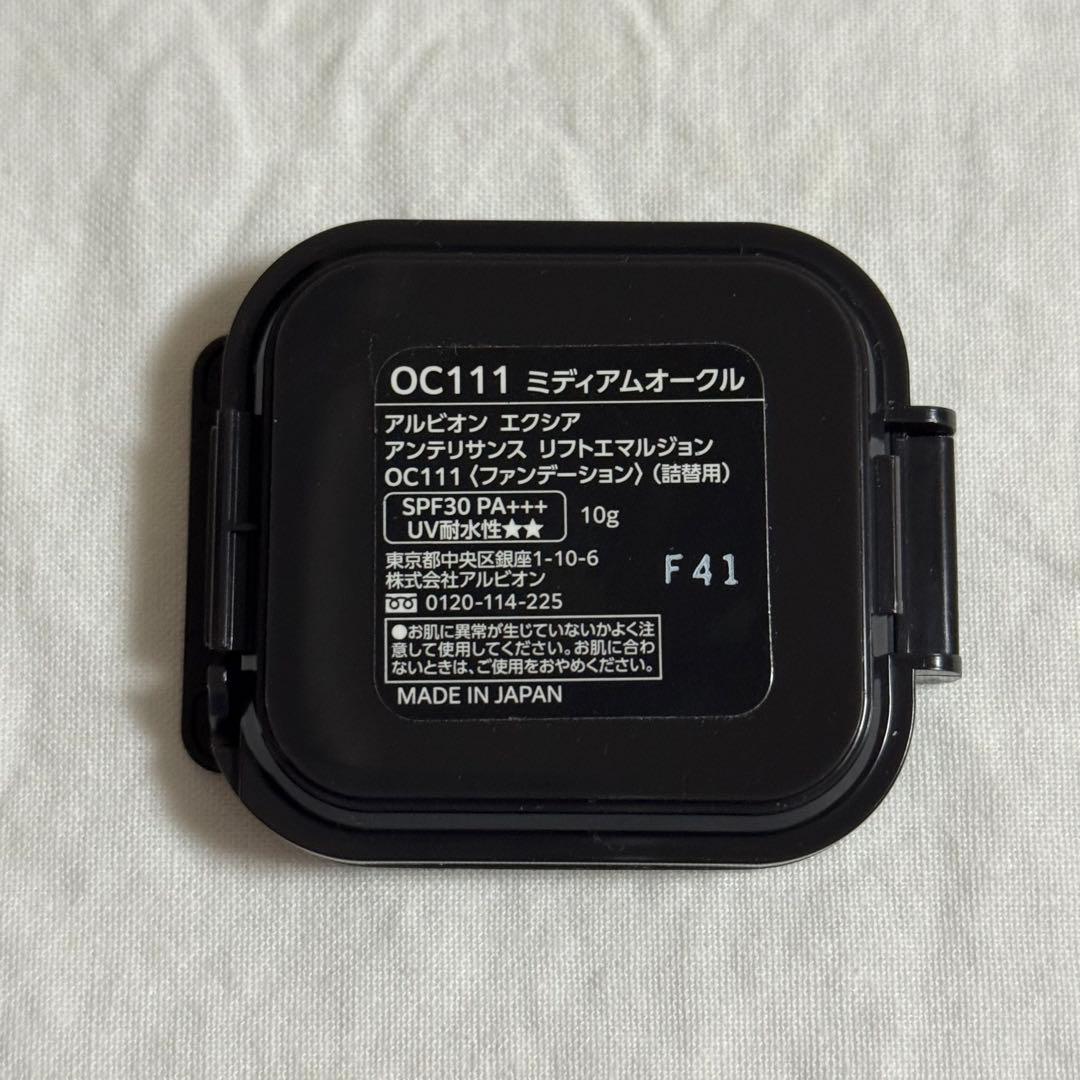 OC111 ミディアムオークル
アルビオン エクシア
アンテリサンス リフトエマルジョン
OC111〈ファンデーション〉(詰替用)
SPF30 PA+++
UV耐水性★★
10g
東京都中央区銀座1-10-6
株式会社アルビオン
0120-114-225
F41
●お肌に異常が生じていないかよく注
意して使用してください。お肌に合わ
ないときは、ご使用をおやめください。
MADE IN JAPAN